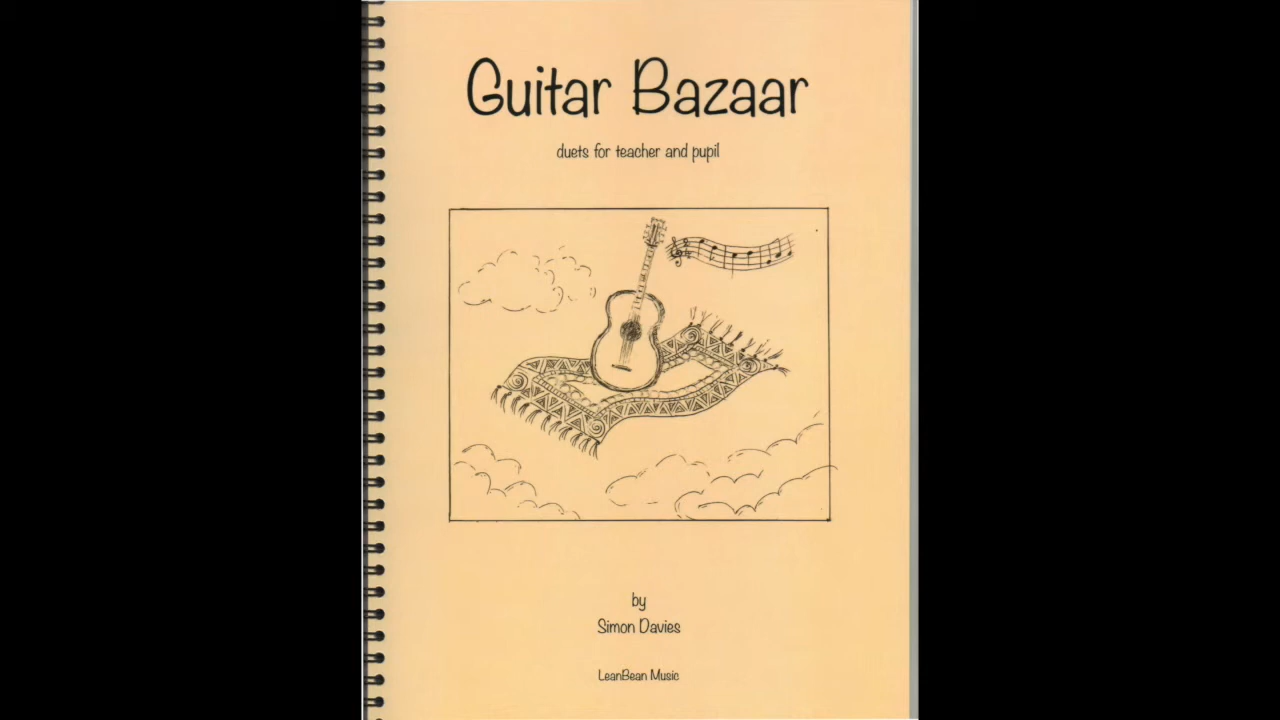 Guitar Bazaar
duets for teacher and pupil
by
Simon Davies
LeanBean Music